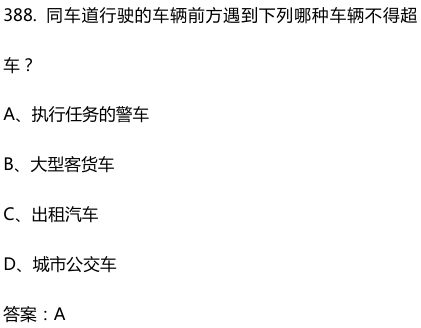 388. 同车道行驶的车辆前方遇到下列哪种车辆不得超
车？
A、执行任务的警车
B、大型客货车
C、出租汽车
D、城市公交车
答案：A